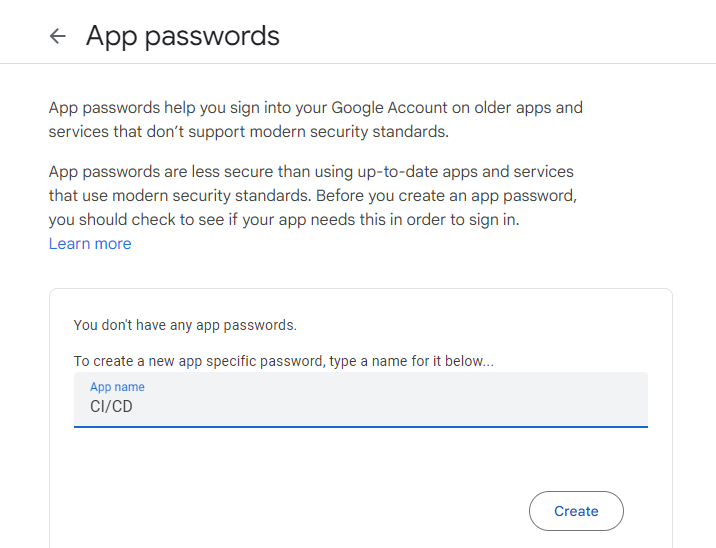 App passwords
App passwords help you sign into your Google Account on older apps and
services that don’t support modern security standards.
App passwords are less secure than using up-to-date apps and services
that use modern security standards. Before you create an app password,
you should check to see if your app needs this in order to sign in.
Learn more
You don't have any app passwords.
To create a new app specific password, type a name for it below...
App name
CI/CD
Create